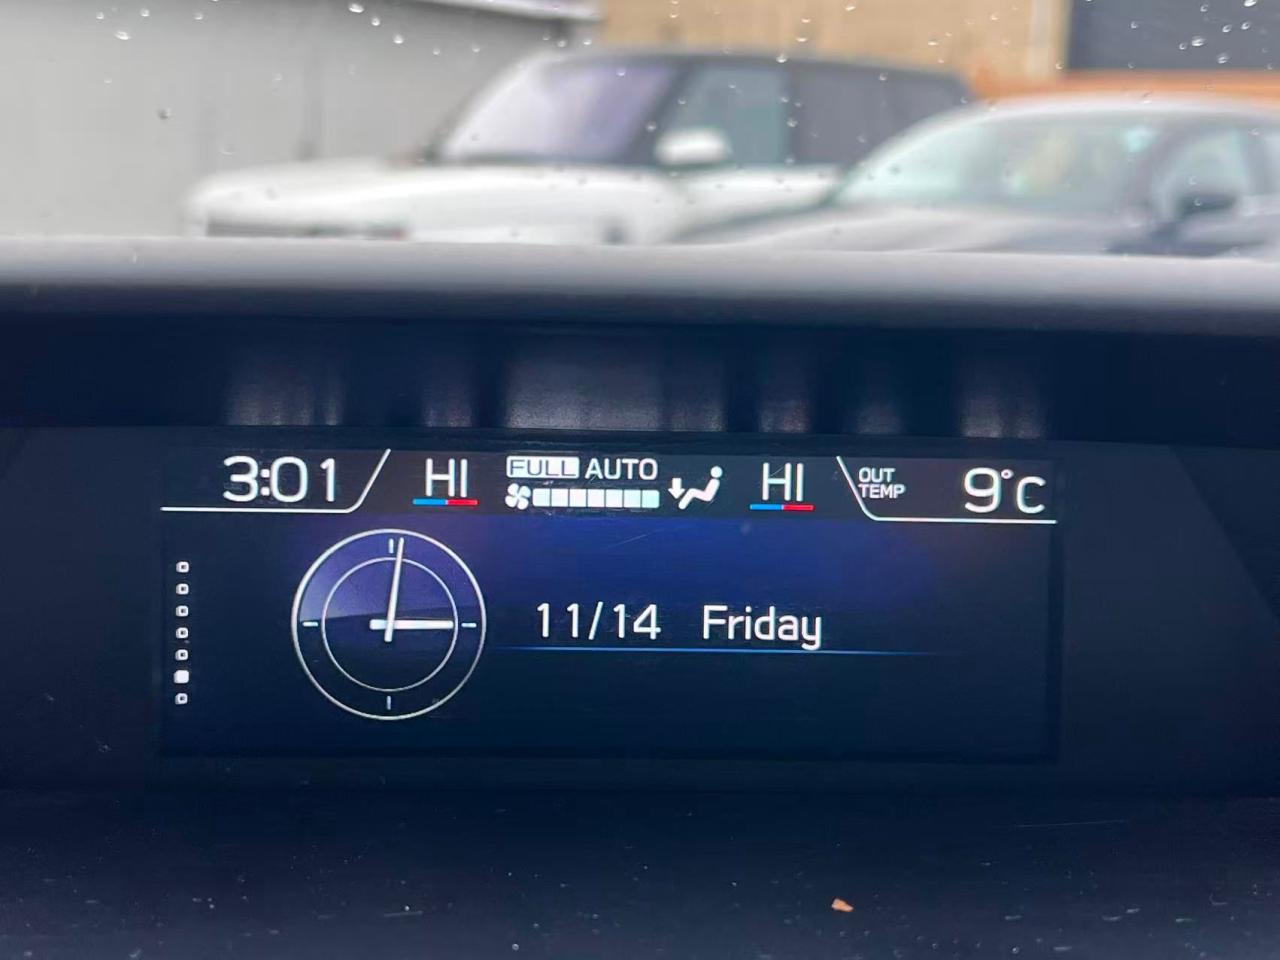 3:01 HI FULL AUTO HI OUT TEMP 9°C
11/14 Friday